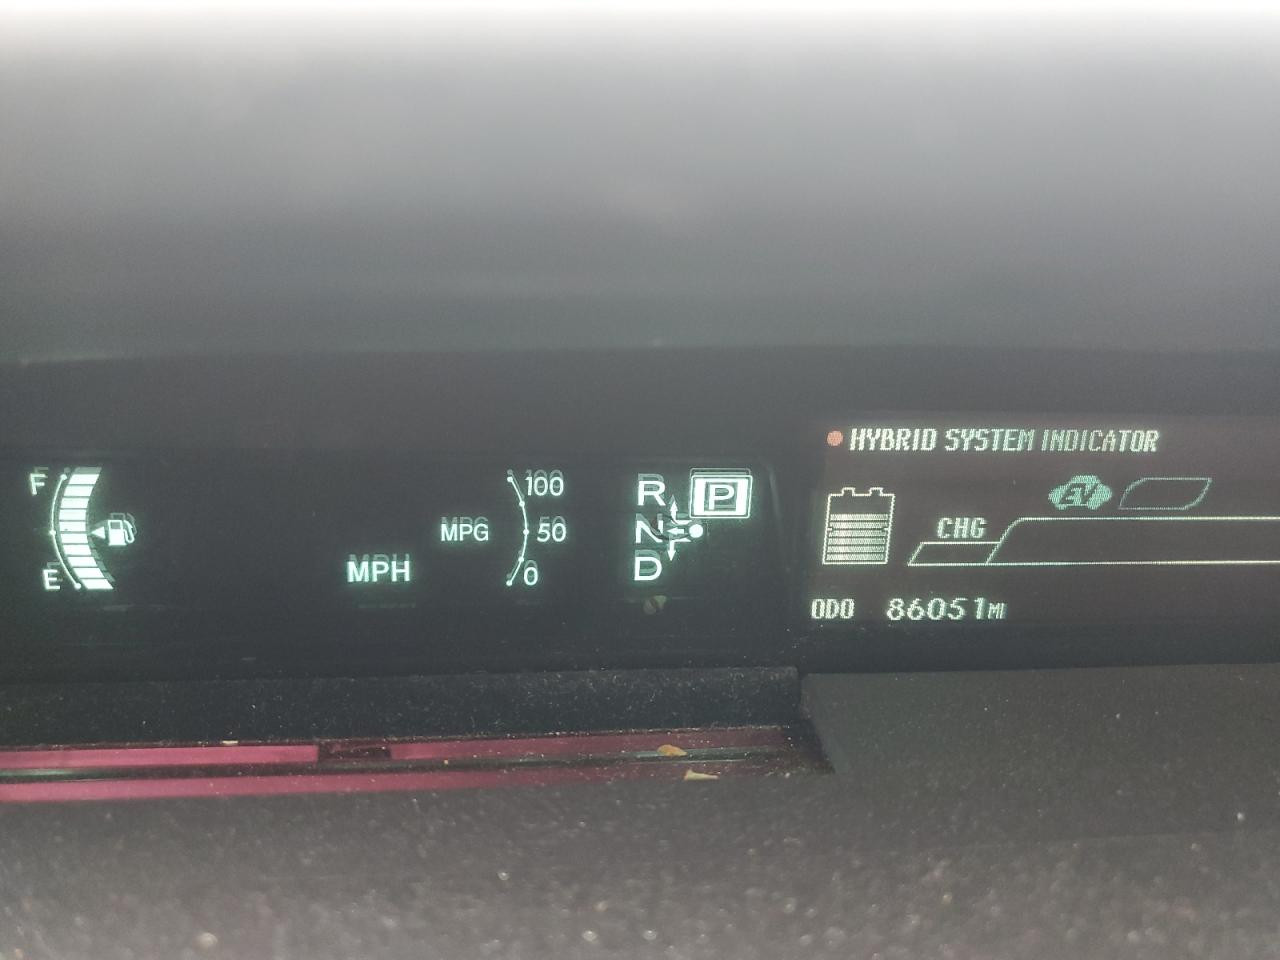 F
E
MPH
MPG
100
50
0
R
N
D
P
HYBRID SYSTEM INDICATOR
EV
CHG
ODO 86051MI